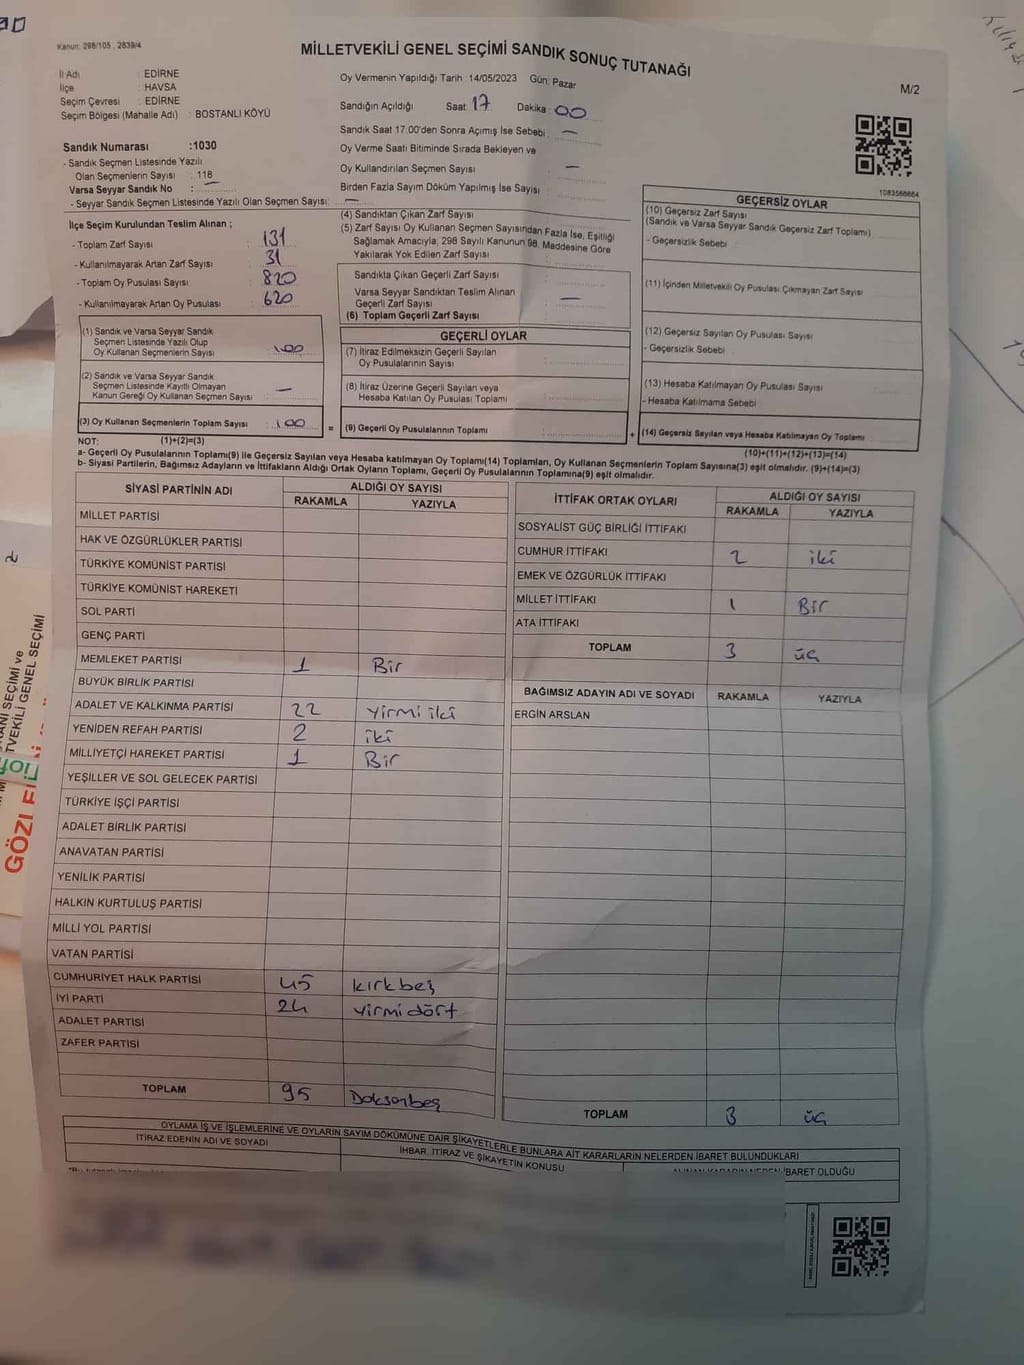 Kanun: 298/105, 2839/4
MİLLETVEKİLİ GENEL SEÇİMİ SANDIK SONUÇ TUTANAĞI
M/2
İl Adı : EDİRNE
İlçe : HAVSA
Seçim Çevresi : EDİRNE
Seçim Bölgesi (Mahalle Adı) : BOSTANLI KÖYÜ
Oy Vermenin Yapıldığı Tarih : 14/05/2023 Gün: Pazar
Sandığın Açıldığı Saat: 17 Dakika: 00
Sandık Saat 17:00'den Sonra Açımış İse Sebebi : —
Oy Verme Saati Bitiminde Sırada Bekleyen ve
Oy Kullandırılan Seçmen Sayısı : —
Birden Fazla Sayım Döküm Yapılmış İse Sayısı :
Sandık Numarası :1030
- Sandık Seçmen Listesinde Yazılı
Olan Seçmenlerin Sayısı : 118
Varsa Seyyar Sandık No : —
- Seyyar Sandık Seçmen Listesinde Yazılı Olan Seçmen Sayısı: —
İlçe Seçim Kurulundan Teslim Alınan ;
- Toplam Zarf Sayısı : 131
- Kullanılmayarak Artan Zarf Sayısı : 31
- Toplam Oy Pusulası Sayısı : 820
- Kullanılmayarak Artan Oy Pusulası : 620
(1) Sandık ve Varsa Seyyar Sandık
Seçmen Listesinde Yazılı Olup
Oy Kullanan Seçmenlerin Sayısı : 100
(2) Sandık ve Varsa Seyyar Sandık
Seçmen Listesinde Kayıtlı Olmayan
Kanun Gereği Oy Kullanan Seçmen Sayısı : —
(3) Oy Kullanan Seçmenlerin Toplam Sayısı : 100
(4) Sandıktan Çıkan Zarf Sayısı
(5) Zarf Sayısı Oy Kullanan Seçmen Sayısından Fazla İse, Eşitliği
Sağlamak Amacıyla, 298 Sayılı Kanunun 98. Maddesine Göre
Yakılarak Yok Edilen Zarf Sayısı :
Sandıkta Çıkan Geçerli Zarf Sayısı :
Varsa Seyyar Sandıktan Teslim Alınan
Geçerli Zarf Sayısı : —
(6) Toplam Geçerli Zarf Sayısı :
GEÇERLİ OYLAR
(7) İtiraz Edilmeksizin Geçerli Sayılan
Oy Pusulalarının Sayısı :
(8) İtiraz Üzerine Geçerli Sayılan veya
Hesaba Katılan Oy Pusulası Toplamı :
= (9) Geçerli Oy Pusulalarının Toplamı :
1083566664
GEÇERSİZ OYLAR
(10) Geçersiz Zarf Sayısı
(Sandık ve Varsa Seyyar Sandık Geçersiz Zarf Toplamı) :
- Geçersizlik Sebebi :
(11) İçinden Milletvekili Oy Pusulası Çıkmayan Zarf Sayısı
(12) Geçersiz Sayılan Oy Pusulası Sayısı :
- Geçersizlik Sebebi :
(13) Hesaba Katılmayan Oy Pusulası Sayısı :
- Hesaba Katılmama Sebebi :
+ (14) Geçersiz Sayılan veya Hesaba Katılmayan Oy Toplamı :
NOT: (1)+(2)=(3)
(10)+(11)+(12)+(13)=(14)
a- Geçerli Oy Pusulalarının Toplamı(9) ile Geçersiz Sayılan veya Hesaba katılmayan Oy Toplamı(14) Toplamları, Oy Kullanan Seçmenlerin Toplam Sayısına(3) eşit olmalıdır. (9)+(14)=(3)
b- Siyasi Partilerin, Bağımsız Adayların ve İttifakların Aldığı Ortak Oyların Toplamı, Geçerli Oy Pusulalarının Toplamına(9) eşit olmalıdır.
SİYASİ PARTİNİN ADI ALDIĞI OY SAYISI
RAKAMLA YAZIYLA
MİLLET PARTİSİ
HAK VE ÖZGÜRLÜKLER PARTİSİ
TÜRKİYE KOMÜNİST PARTİSİ
TÜRKİYE KOMÜNİST HAREKETİ
SOL PARTİ
GENÇ PARTİ
MEMLEKET PARTİSİ 1 Bir
BÜYÜK BİRLİK PARTİSİ
ADALET VE KALKINMA PARTİSİ 22 yirmi iki
YENİDEN REFAH PARTİSİ 2 iki
MİLLİYETÇİ HAREKET PARTİSİ 1 Bir
YEŞİLLER VE SOL GELECEK PARTİSİ
TÜRKİYE İŞÇİ PARTİSİ
ADALET BİRLİK PARTİSİ
ANAVATAN PARTİSİ
YENİLİK PARTİSİ
HALKIN KURTULUŞ PARTİSİ
MİLLİ YOL PARTİSİ
VATAN PARTİSİ
CUMHURİYET HALK PARTİSİ 45 kırkbeş
İYİ PARTİ 24 yirmidört
ADALET PARTİSİ
ZAFER PARTİSİ
TOPLAM 95 Doksanbeş
İTTİFAK ORTAK OYLARI ALDIĞI OY SAYISI
RAKAMLA YAZIYLA
SOSYALİST GÜÇ BİRLİĞİ İTTİFAKI
CUMHUR İTTİFAKI 2 iki
EMEK VE ÖZGÜRLÜK İTTİFAKI
MİLLET İTTİFAKI 1 Bir
ATA İTTİFAKI
TOPLAM 3 üç
BAĞIMSIZ ADAYIN ADI VE SOYADI RAKAMLA YAZIYLA
ERGİN ARSLAN
TOPLAM 3 üç
OYLAMA İŞ VE İŞLEMLERİNE VE OYLARIN SAYIM DÖKÜMÜNE DAİR ŞİKAYETLERLE BUNLARA AİT KARARLARIN NELERDEN İBARET BULUNDUKLARI
İTİRAZ EDENİN ADI VE SOYADI
İHBAR, İTİRAZ VE ŞİKAYETİN KONUSU
ALINAN KARARIN NEDEN İBARET OLDUĞU
TVEKİLİ GENEL SEÇİMİ